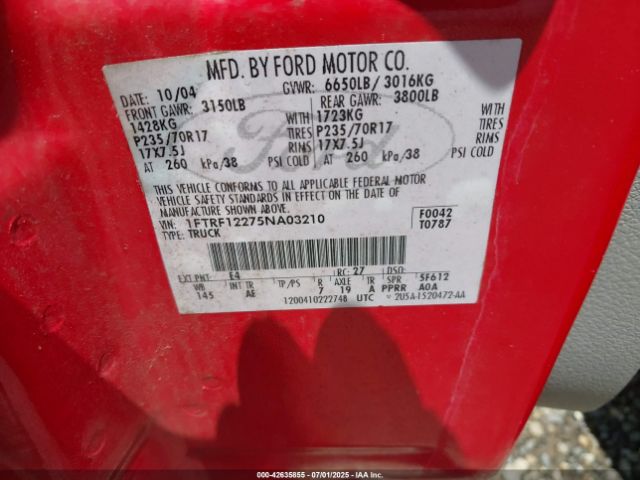 MFD. BY FORD MOTOR CO.
DATE: 10/04 GVWR: 6650LB/ 3016KG
FRONT GAWR: 3150LB REAR GAWR: 3800LB
1428KG WITH 1723KG WITH
P235/70R17 TIRES P235/70R17 TIRES
17X7.5J RIMS 17X7.5J RIMS
AT 260 kPa/38 PSI COLD AT 260 kPa/38 PSI COLD
Ford
THIS VEHICLE CONFORMS TO ALL APPLICABLE FEDERAL MOTOR
VEHICLE SAFETY STANDARDS IN EFFECT ON THE DATE OF
MANUFACTURE SHOWN ABOVE.
VIN: 1FTRF12275NA03210 F0042
TYPE: TRUCK T0787
EXT PNT: E4 RC: 27 DSO:
WB INT TR TP/PS R AXLE TR SPR 5F612
145 AE 7 19 A PPRR A0A
1200410222748 UTC 2U5A-1520472-AA
00-42635855 07/01/2025 IAAI.COM